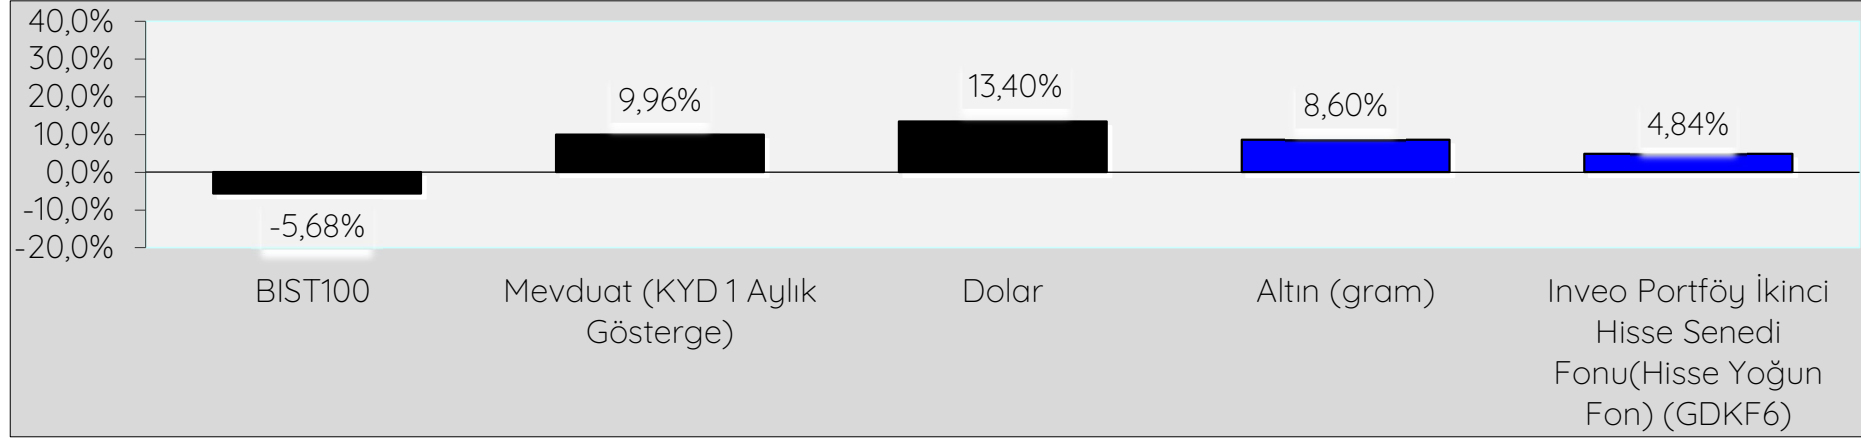 40,0%
30,0%
20,0%
10,0%
0,0%
-10,0%
-20,0%
-5,68%
9,96%
13,40%
8,60%
4,84%
BIST100
Mevduat (KYD 1 Aylık
Gösterge)
Dolar
Altın (gram)
Inveo Portföy İkinci
Hisse Senedi
Fonu(Hisse Yoğun
Fon) (GDKF6)